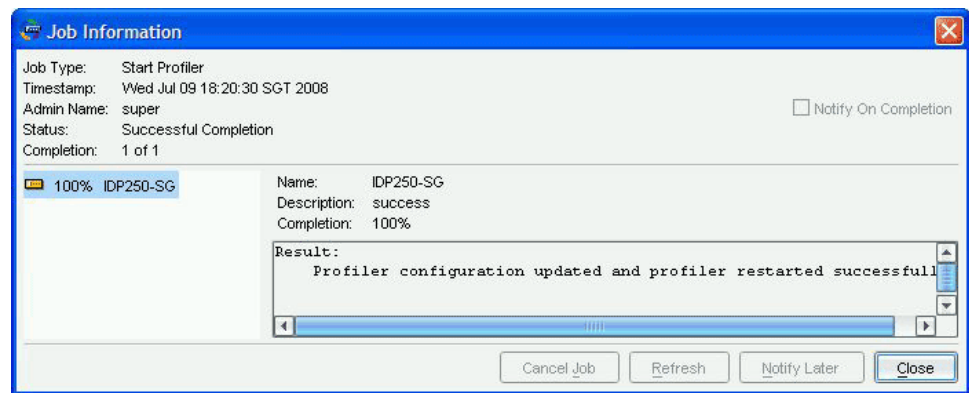 Job Information
Job Type: Start Profiler
Timestamp: Wed Jul 09 18:20:30 SGT 2008
Admin Name: super
Notify On Completion
Status: Successful Completion
Completion: 1 of 1
100% IDP250-SG
Name: IDP250-SG
Description: success
Completion: 100%
Result:
Profiler configuration updated and profiler restarted successfull
Cancel Job Refresh Notify Later Close